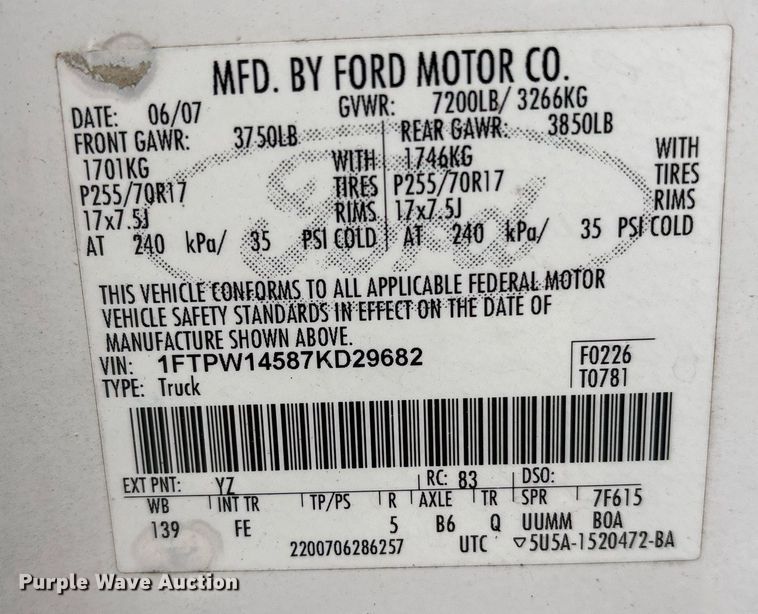 MFD. BY FORD MOTOR CO.
DATE: 06/07 GVWR: 7200LB/ 3266KG
FRONT GAWR: 3750LB REAR GAWR: 3850LB
1701KG WITH 1746KG WITH
P255/70R17 TIRES P255/70R17 TIRES
17x7.5J RIMS 17x7.5J RIMS
AT 240 kPa/ 35 PSI COLD AT 240 kPa/ 35 PSI COLD
Ford
THIS VEHICLE CONFORMS TO ALL APPLICABLE FEDERAL MOTOR
VEHICLE SAFETY STANDARDS IN EFFECT ON THE DATE OF
MANUFACTURE SHOWN ABOVE.
VIN: 1FTPW14587KD29682 F0226
TYPE: Truck T0781
EXT PNT: YZ RC: 83 DSO:
WB INT TR TP/PS R AXLE TR SPR 7F615
139 FE 5 B6 Q UUMM BOA
2200706286257 UTC ▽5U5A-1520472-BA
Purple Wave Auction